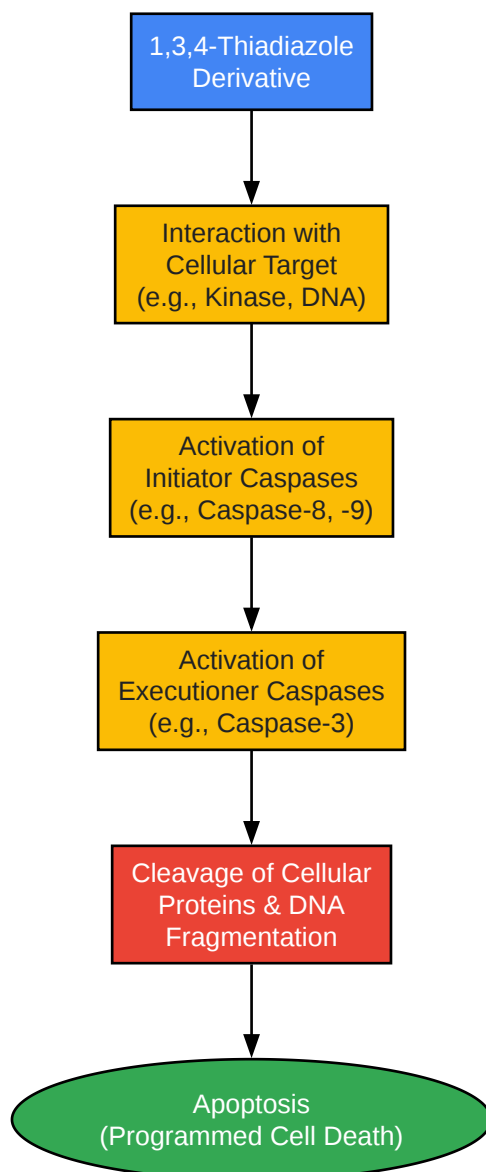 1,3,4-Thiadiazole
Derivative
Interaction with
Cellular Target
(e.g., Kinase, DNA)
Activation of
Initiator Caspases
(e.g., Caspase-8, -9)
Activation of
Executioner Caspases
(e.g., Caspase-3)
Cleavage of Cellular
Proteins & DNA
Fragmentation
Apoptosis
(Programmed Cell Death)